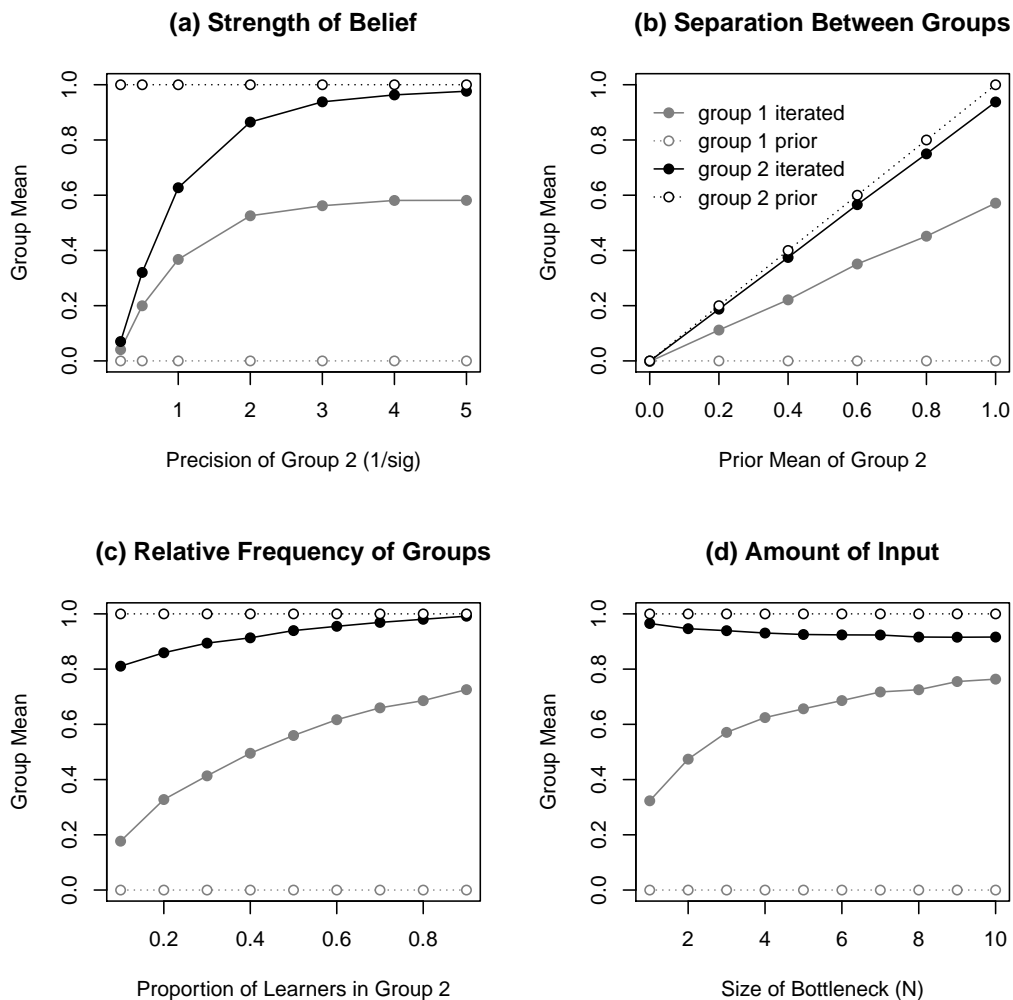 (a) Strength of Belief
Group Mean
0.0 0.2 0.4 0.6 0.8 1.0
1 2 3 4 5
Precision of Group 2 (1/sig)
(b) Separation Between Groups
Group Mean
0.0 0.2 0.4 0.6 0.8 1.0
group 1 iterated
group 1 prior
group 2 iterated
group 2 prior
0.0 0.2 0.4 0.6 0.8 1.0
Prior Mean of Group 2
(c) Relative Frequency of Groups
Group Mean
0.0 0.2 0.4 0.6 0.8 1.0
0.2 0.4 0.6 0.8
Proportion of Learners in Group 2
(d) Amount of Input
Group Mean
0.0 0.2 0.4 0.6 0.8 1.0
2 4 6 8 10
Size of Bottleneck (N)